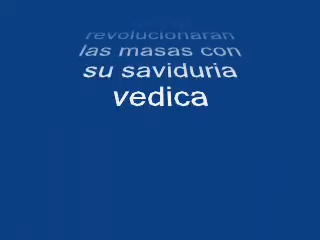 revolucionaran
las masas con
su saviduria
vedica